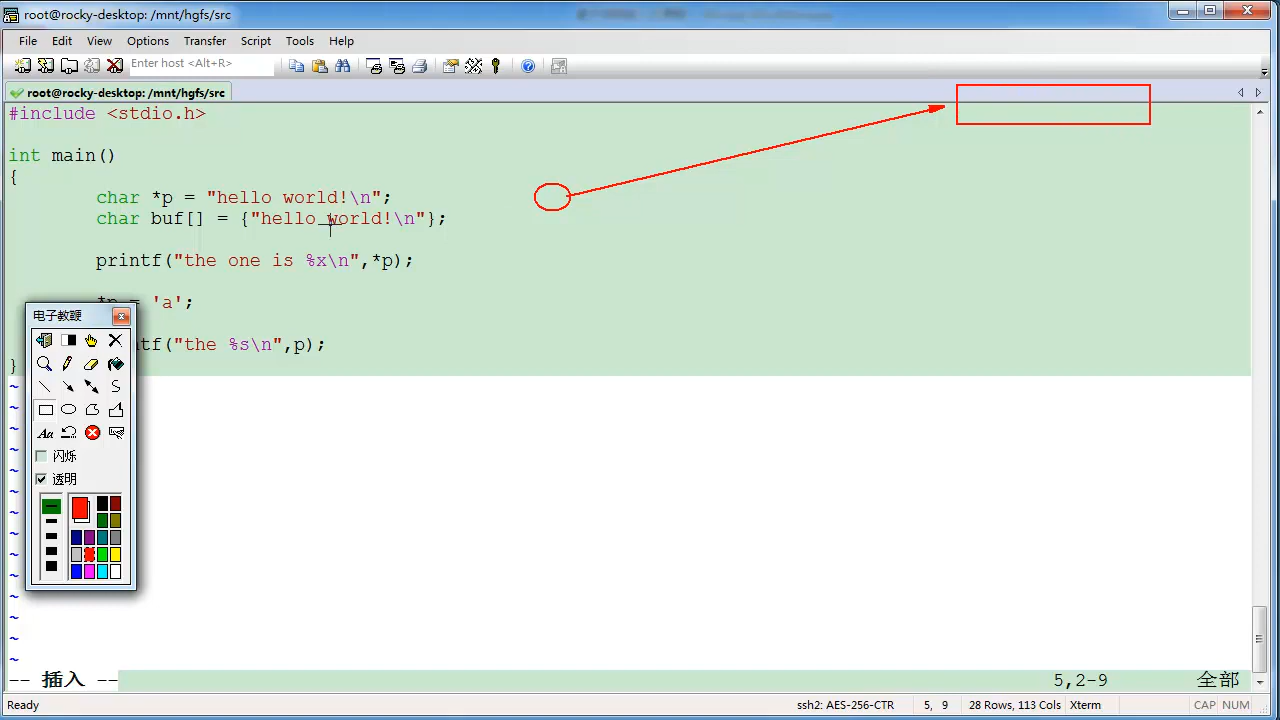 root@rocky-desktop: /mnt/hgfs/src
File Edit View Options Transfer Script Tools Help
Enter host <Alt+R>
root@rocky-desktop: /mnt/hgfs/src
#include <stdio.h>
int main()
{
char *p = "hello world!\n";
char buf[] = {"hello world!\n"};
printf("the one is %x\n",*p);
= 'a';
tf("the %s\n",p);
}
电子教鞭
Aa
闪烁
透明
~
~
~
~
~
~
~
~
~
~
~
~
~
~
-- 插入 --
5,2-9 全部
Ready ssh2: AES-256-CTR 5, 9 28 Rows, 113 Cols Xterm CAP NUM